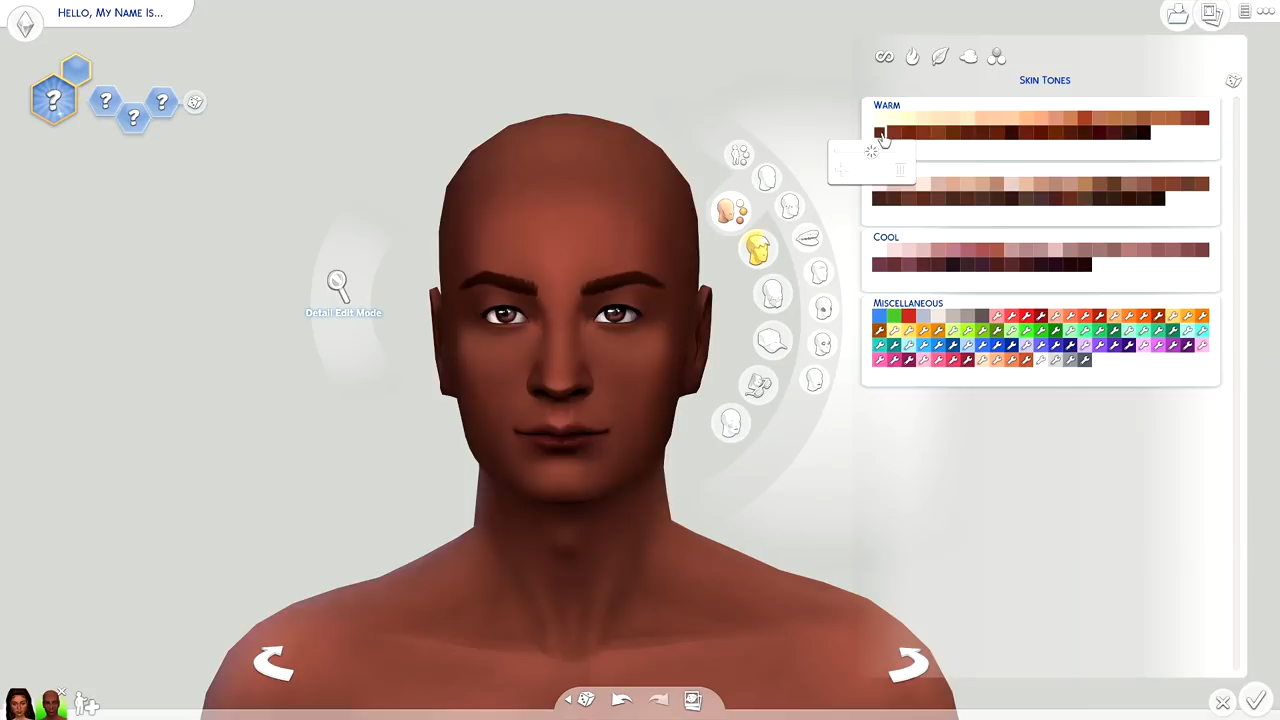 Hello, My Name Is...
Skin Tones
Warm
Cool
Miscellaneous
Detail Edit Mode